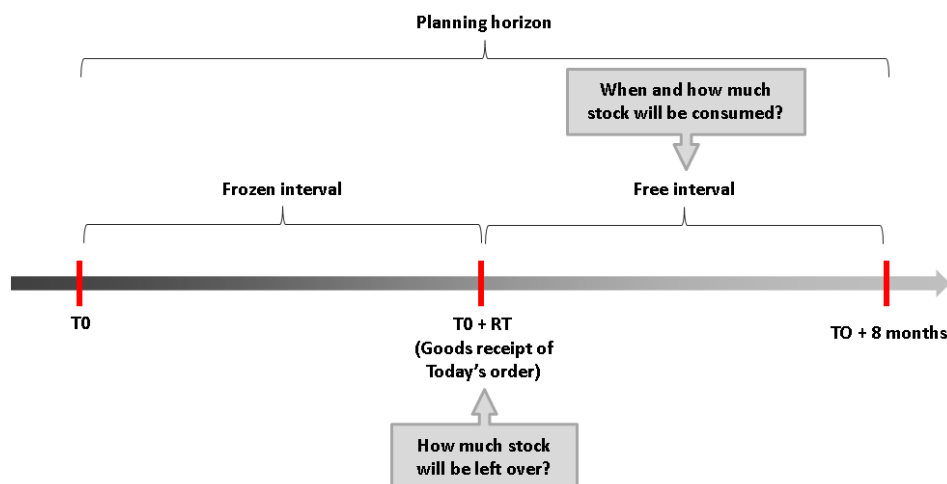 Planning horizon
When and how much
stock will be consumed?
Frozen interval
Free interval
T0
T0 + RT
(Goods receipt of
Today's order)
TO + 8 months
How much stock
will be left over?